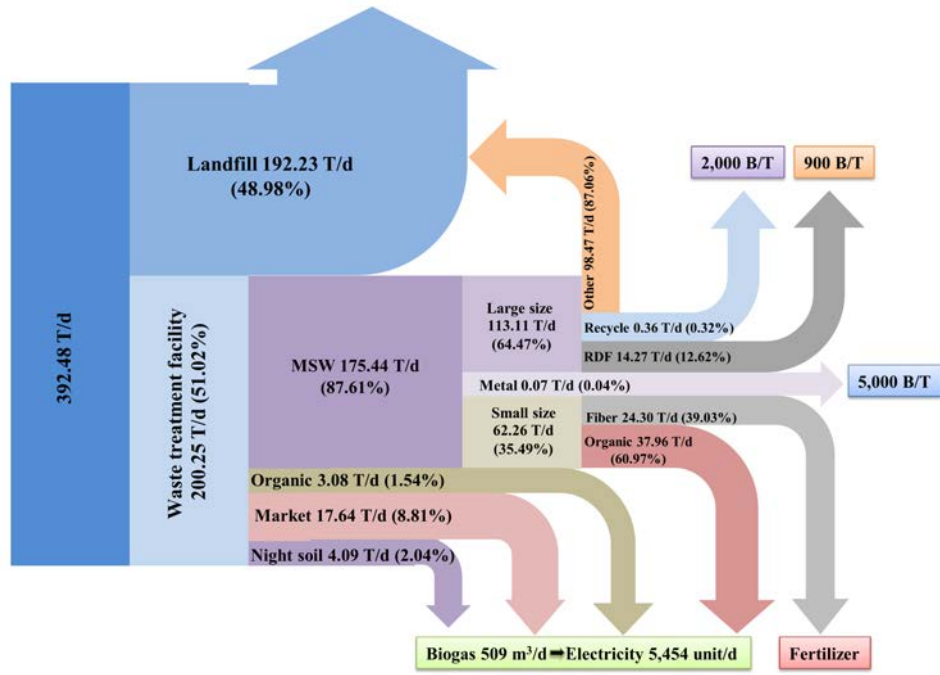 392.48 T/d
Landfill 192.23 T/d
(48.98%)
Waste treatment facility
200.25 T/d (51.02%)
MSW 175.44 T/d
(87.61%)
Organic 3.08 T/d (1.54%)
Market 17.64 T/d (8.81%)
Night soil 4.09 T/d (2.04%)
Large size
113.11 T/d
(64.47%)
Metal 0.07 T/d (0.04%)
Small size
62.26 T/d
(35.49%)
Other 98.47 T/d (87.06%)
Recycle 0.36 T/d (0.32%)
RDF 14.27 T/d (12.62%)
Fiber 24.30 T/d (39.03%)
Organic 37.96 T/d
(60.97%)
2,000 B/T
900 B/T
5,000 B/T
Biogas 509 m³/d ➡Electricity 5,454 unit/d
Fertilizer